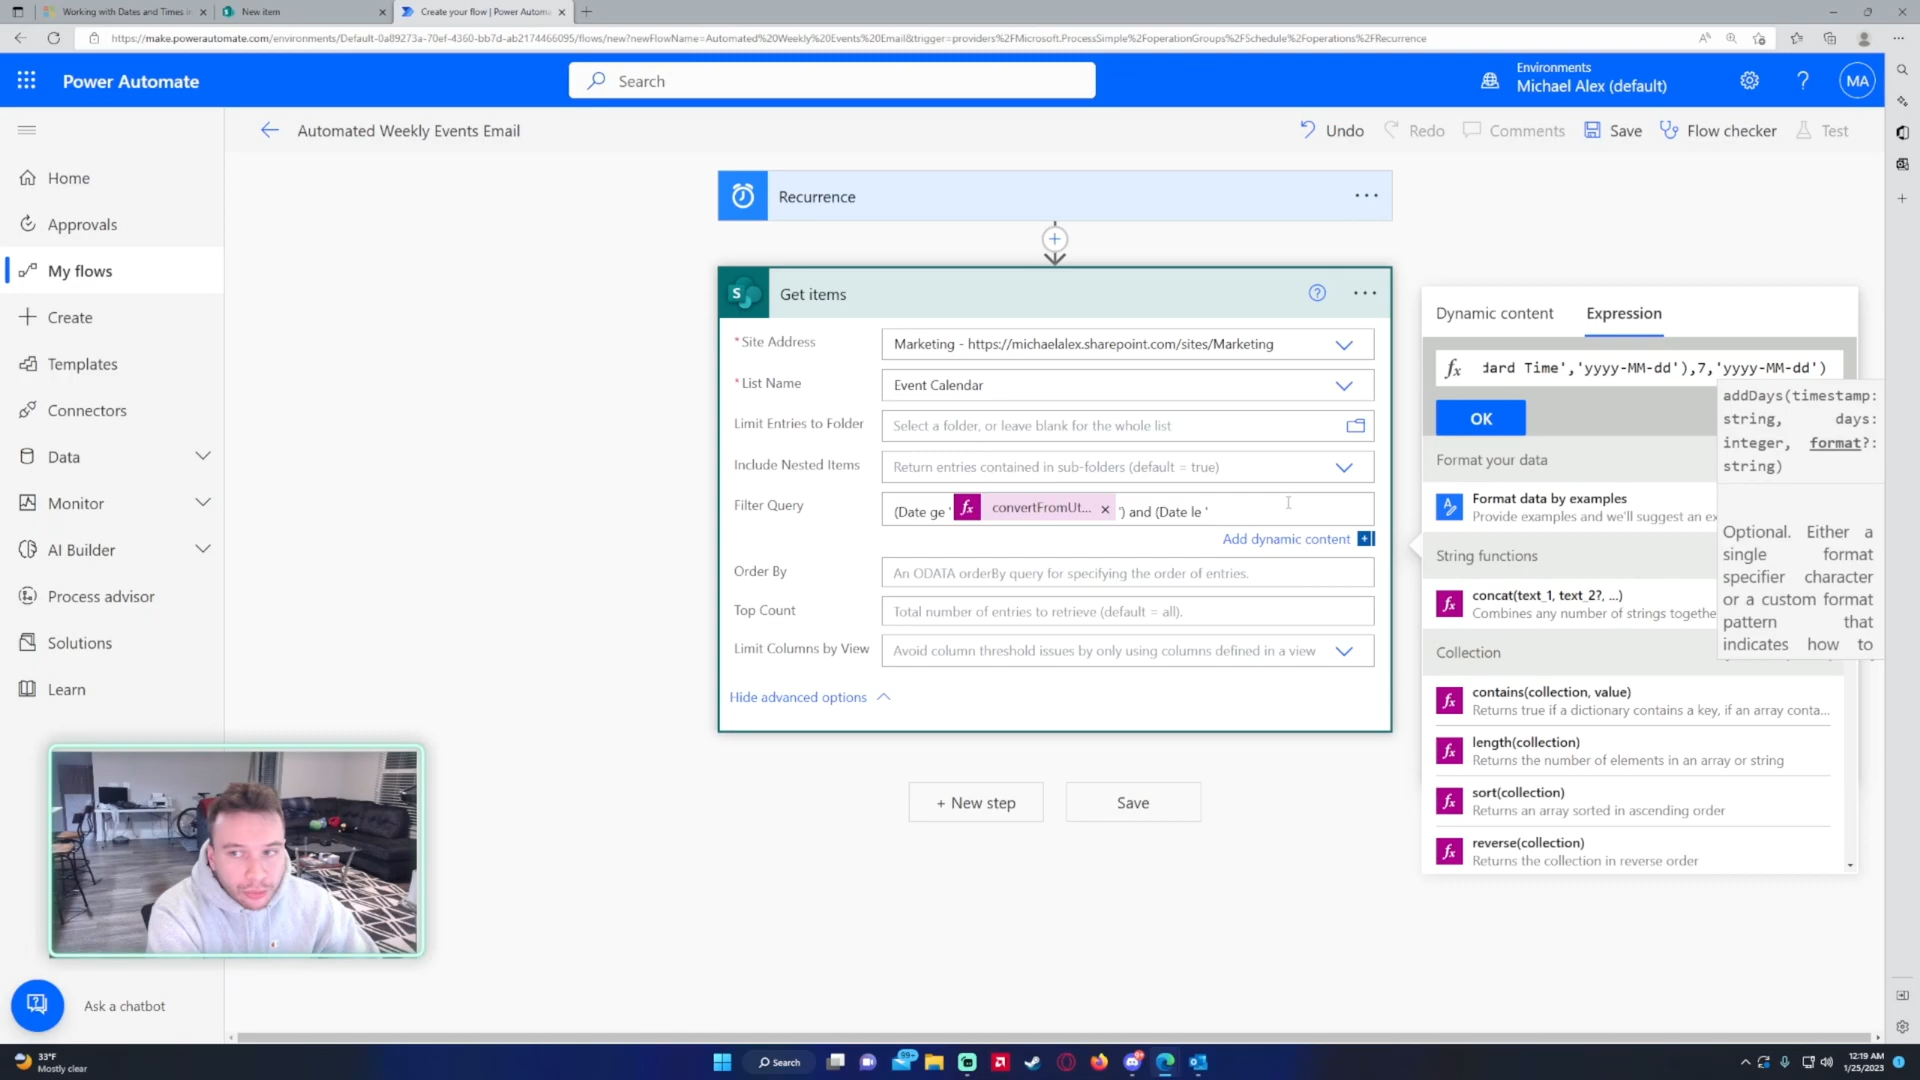 Working with Dates and Times in
New item
Create your flow | Power Automa
https://make.powerautomate.com/environments/Default-0a89273a-70ef-4360-bb7d-ab2174466095/flows/new?newFlowName=Automated%20Weekly%20Events%20Email&trigger=providers%2FMicrosoft.ProcessSimple%2FoperationGroups%2FSchedule%2Foperations%2FRecurrence
Power Automate
Search
Environments
Michael Alex (default)
MA
Automated Weekly Events Email
Undo
Redo
Comments
Save
Flow checker
Test
Home
Approvals
My flows
Create
Templates
Connectors
Data
Monitor
AI Builder
Process advisor
Solutions
Learn
Ask a chatbot
Recurrence
Get items
* Site Address
Marketing - https://michaelalex.sharepoint.com/sites/Marketing
* List Name
Event Calendar
Limit Entries to Folder
Select a folder, or leave blank for the whole list
Include Nested Items
Return entries contained in sub-folders (default = true)
Filter Query
(Date ge ' fx convertFromUt... × ') and (Date le '
Add dynamic content
Order By
An ODATA orderBy query for specifying the order of entries.
Top Count
Total number of entries to retrieve (default = all).
Limit Columns by View
Avoid column threshold issues by only using columns defined in a view
Hide advanced options
+ New step
Save
Dynamic content
Expression
fx dard Time','yyyy-MM-dd'),7,'yyyy-MM-dd')
OK
addDays(timestamp:
string, days:
integer, format?:
string)
Optional. Either a
single format
specifier character
or a custom format
pattern that
indicates how to
Format your data
Format data by examples
Provide examples and we'll suggest an ex
String functions
fx concat(text_1, text_2?, ...)
Combines any number of strings togethe
Collection
fx contains(collection, value)
Returns true if a dictionary contains a key, if an array conta...
fx length(collection)
Returns the number of elements in an array or string
fx sort(collection)
Returns an array sorted in ascending order
fx reverse(collection)
Returns the collection in reverse order
33°F
Mostly clear
Search
99+
12:19 AM
1/25/2023